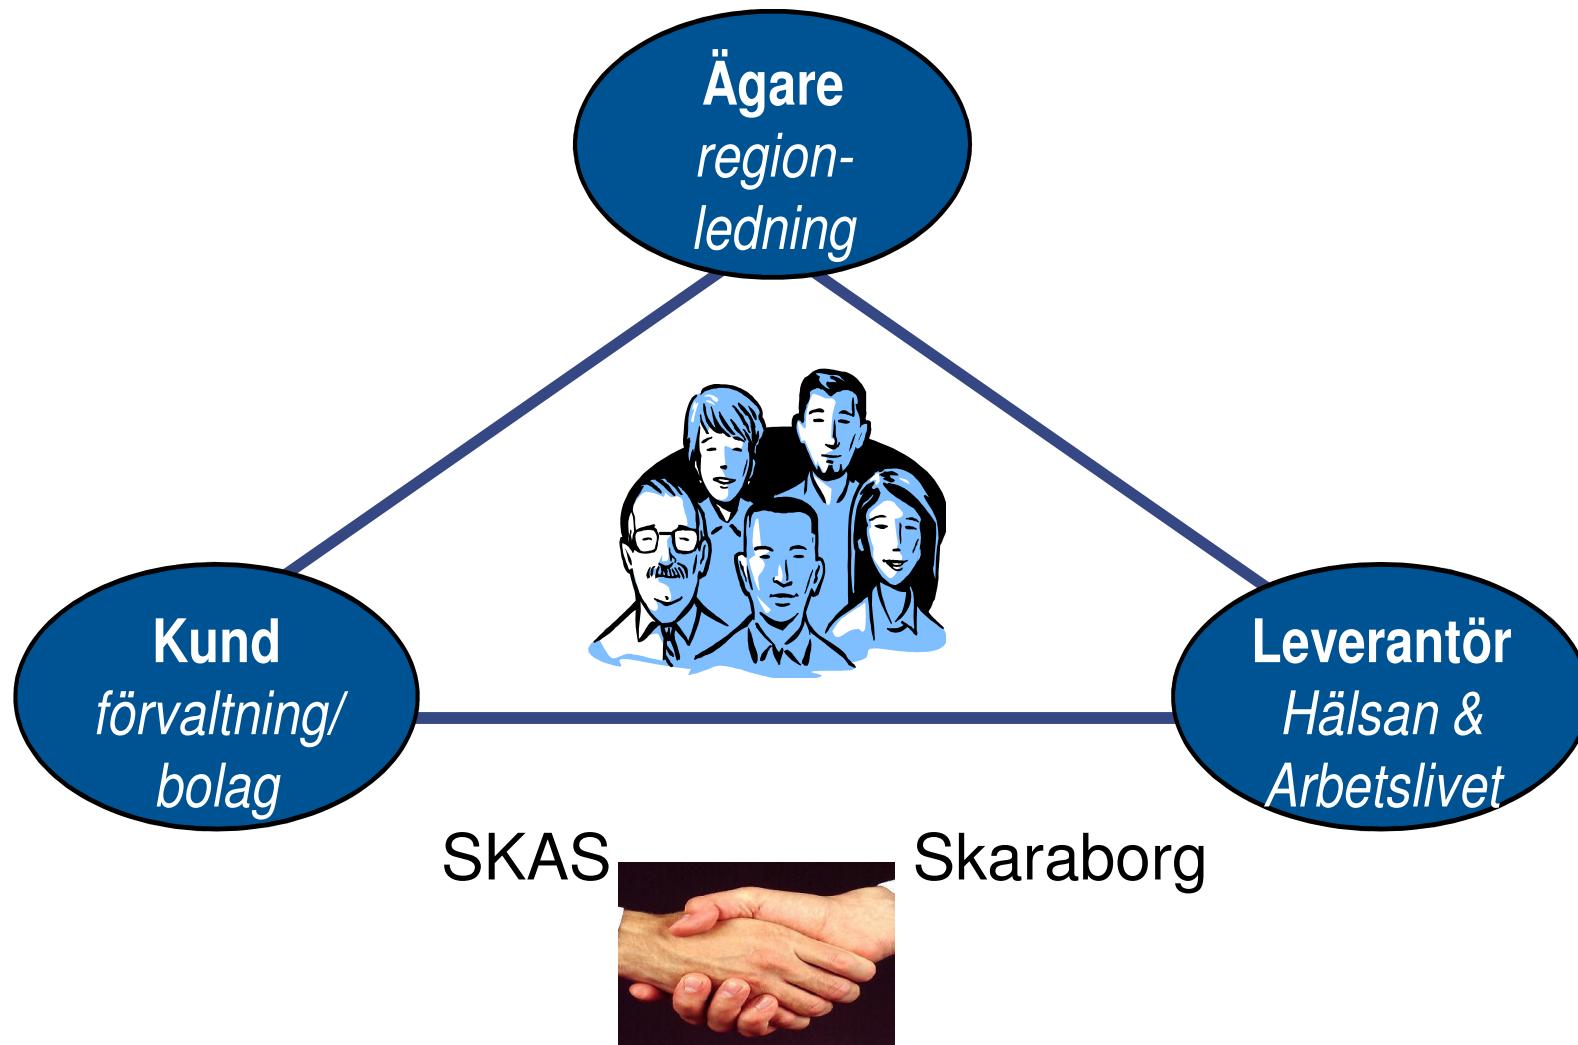 Ägare
region-
ledning
Kund
förvaltning/
bolag
Leverantör
Hälsan &
Arbetslivet
SKAS
Skaraborg